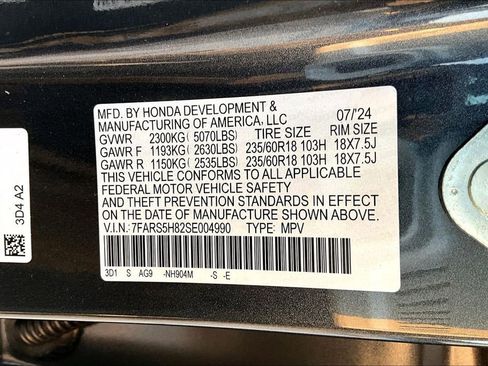 MFD. BY HONDA DEVELOPMENT &
MANUFACTURING OF AMERICA, LLC 07/'24
GVWR 2300KG ( 5070LBS) TIRE SIZE RIM SIZE
GAWR F 1193KG ( 2630LBS) 235/60R18 103H 18X7.5J
GAWR R 1150KG ( 2535LBS) 235/60R18 103H 18X7.5J
THIS VEHICLE CONFORMS TO ALL APPLICABLE
FEDERAL MOTOR VEHICLE SAFETY
AND THEFT PREVENTION STANDARDS IN EFFECT
ON THE DATE OF MANUFACTURE SHOWN ABOVE.
V.I.N.: 7FARS5H82SE004990 TYPE: MPV
3D1 S AG9 -NH904M -S -E
3D4 A2